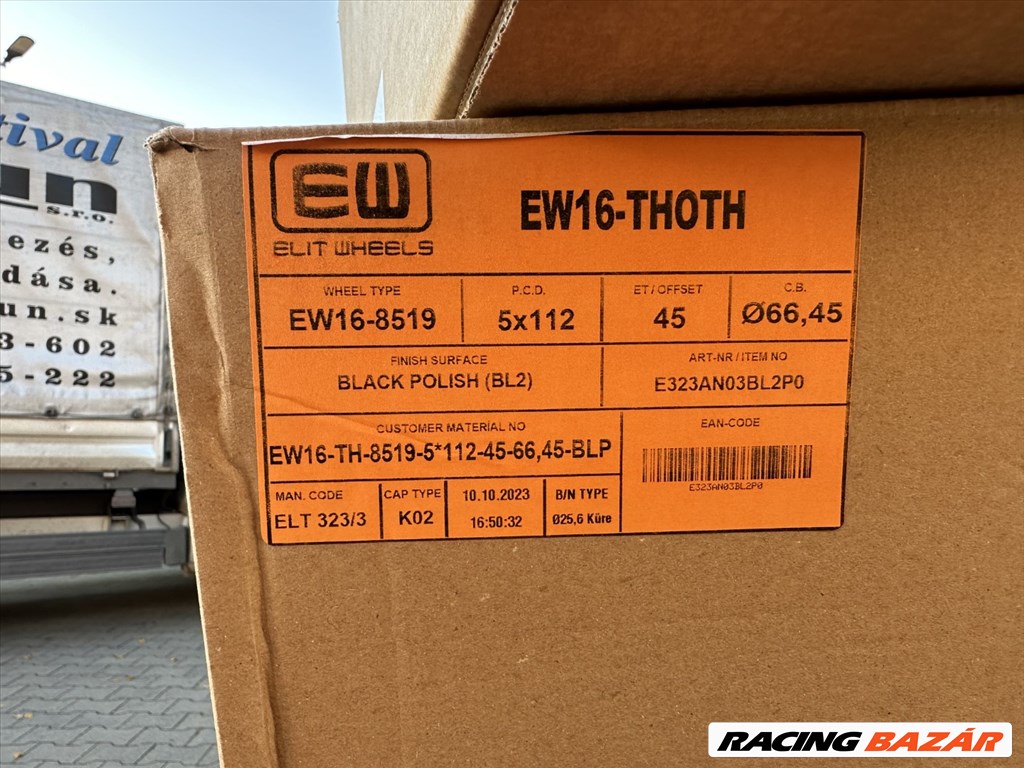 tival
un
s.r.o.
ezés,
dása.
un.sk
3-602
5-222
EW
ELIT WHEELS
EW16-THOTH
WHEEL TYPE
EW16-8519
P.C.D.
5x112
ET / OFFSET
45
C.B.
Ø66,45
FINISH SURFACE
BLACK POLISH (BL2)
ART-NR / ITEM NO
E323AN03BL2P0
CUSTOMER MATERIAL NO
EW16-TH-8519-5*112-45-66,45-BLP
EAN-CODE
E323AN03BL2P0
MAN. CODE
ELT 323/3
CAP TYPE
K02
10.10.2023
16:50:32
B/N TYPE
Ø25,6 Küre
RACING BAZÁR